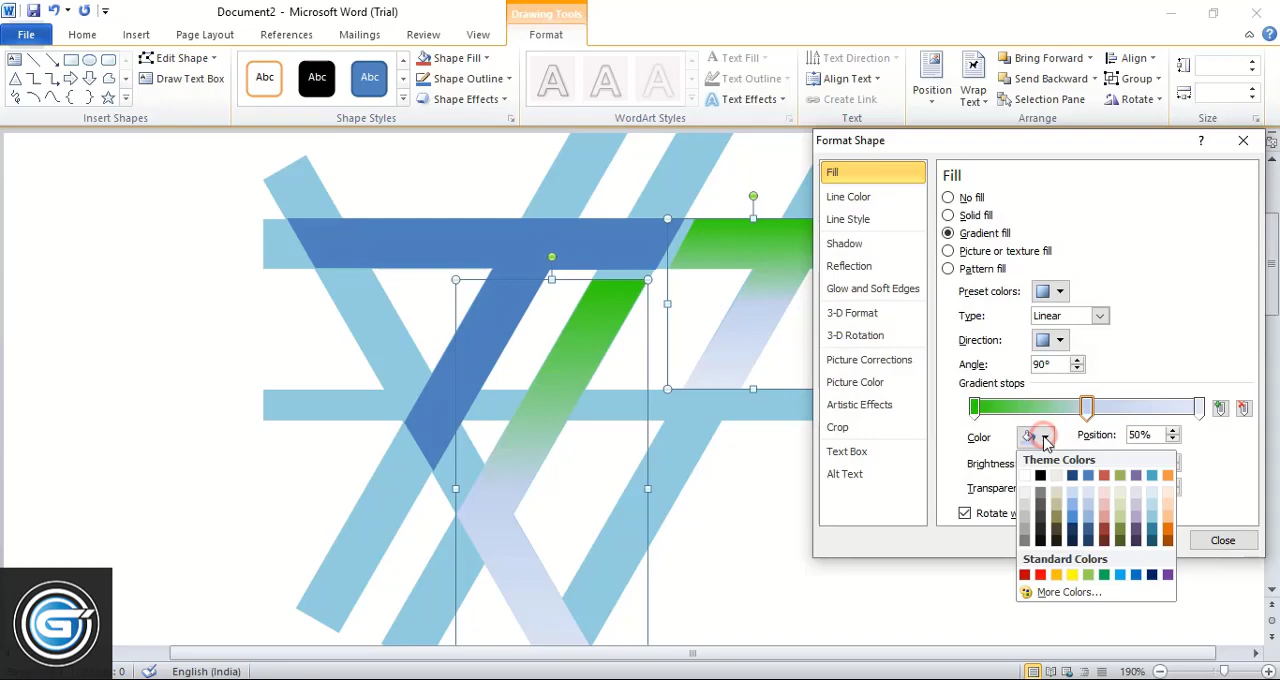 Document2 - Microsoft Word (Trial)
Drawing Tools
File Home Insert Page Layout References Mailings Review View Format
Edit Shape
Draw Text Box
Insert Shapes
Abc Abc Abc
Shape Fill
Shape Outline
Shape Effects
Shape Styles
A A A
Text Fill
Text Outline
Text Effects
WordArt Styles
Text Direction
Align Text
Create Link
Text
Position
Wrap
Text
Bring Forward
Send Backward
Selection Pane
Align
Group
Rotate
Arrange
Size
Format Shape
Fill
Line Color
Line Style
Shadow
Reflection
Glow and Soft Edges
3-D Format
3-D Rotation
Picture Corrections
Picture Color
Artistic Effects
Crop
Text Box
Alt Text
Fill
No fill
Solid fill
Gradient fill
Picture or texture fill
Pattern fill
Preset colors:
Type: Linear
Direction:
Angle: 90°
Gradient stops
Color Position: 50%
Brightness
Transparen
Rotate w
Theme Colors
Standard Colors
More Colors...
Close
: 0
English (India)
190%